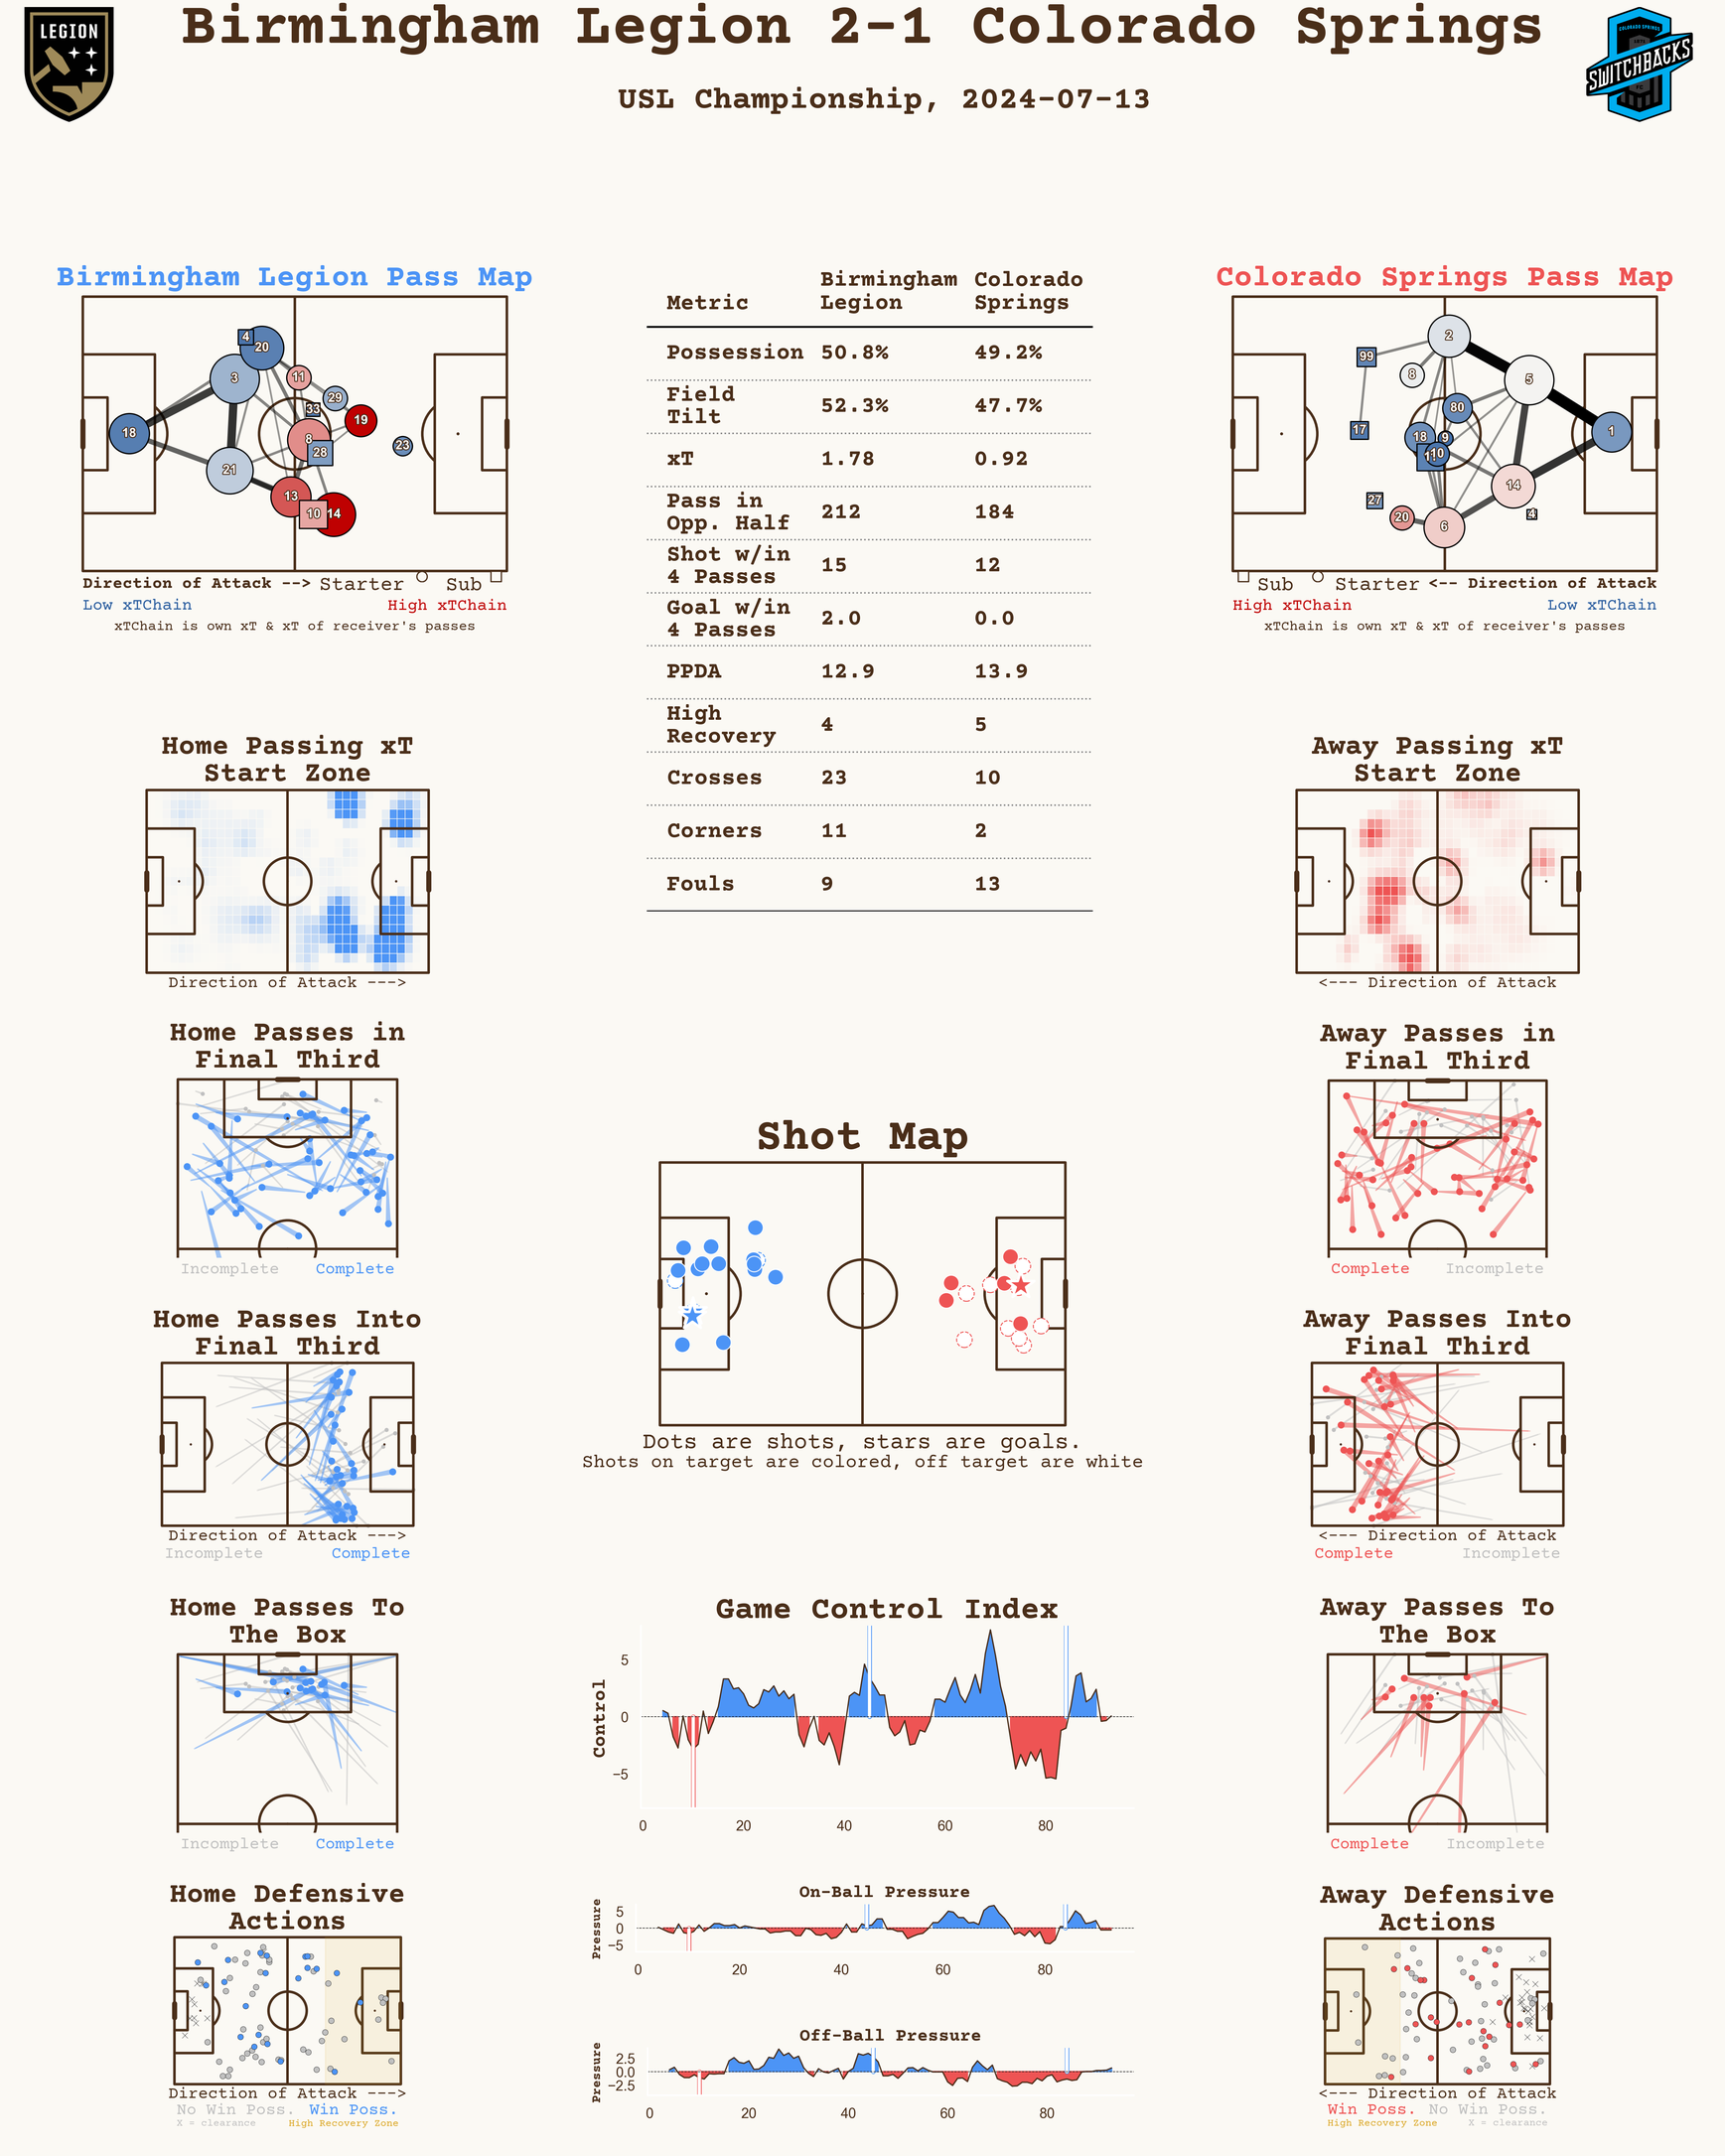 Birmingham Legion 2-1 Colorado Springs
LEGION
COLORADO SPRINGS
SWITCHBACKS
USL Championship, 2024-07-13
Birmingham Legion Pass Map
4
20
3
11
29
33
19
18
8
23
28
21
13
10
14
Direction of Attack --> Starter Sub
Low xTChain High xTChain
xTChain is own xT & xT of receiver's passes
Metric Birmingham Legion Colorado Springs
Possession 50.8% 49.2%
Field Tilt 52.3% 47.7%
xT 1.78 0.92
Pass in Opp. Half 212 184
Shot w/in 4 Passes 15 12
Goal w/in 4 Passes 2.0 0.0
PPDA 12.9 13.9
High Recovery 4 5
Crosses 23 10
Corners 11 2
Fouls 9 13
Colorado Springs Pass Map
2
99
8
5
80
17
18
9
1
10
14
27
20
4
6
Sub Starter <-- Direction of Attack
High xTChain Low xTChain
xTChain is own xT & xT of receiver's passes
Home Passing xT
Start Zone
Direction of Attack --->
Away Passing xT
Start Zone
<--- Direction of Attack
Home Passes in
Final Third
Incomplete Complete
Away Passes in
Final Third
Complete Incomplete
Shot Map
Dots are shots, stars are goals.
Shots on target are colored, off target are white
Home Passes Into
Final Third
Direction of Attack --->
Incomplete Complete
Away Passes Into
Final Third
<--- Direction of Attack
Complete Incomplete
Home Passes To
The Box
Incomplete Complete
Game Control Index
Control
5
0
−5
0 20 40 60 80
Away Passes To
The Box
Complete Incomplete
Home Defensive
Actions
Direction of Attack --->
No Win Poss. Win Poss.
X = clearance High Recovery Zone
On-Ball Pressure
Pressure
5
0
−5
0 20 40 60 80
Off-Ball Pressure
Pressure
2.5
0.0
−2.5
0 20 40 60 80
Away Defensive
Actions
<--- Direction of Attack
Win Poss. No Win Poss.
High Recovery Zone X = clearance